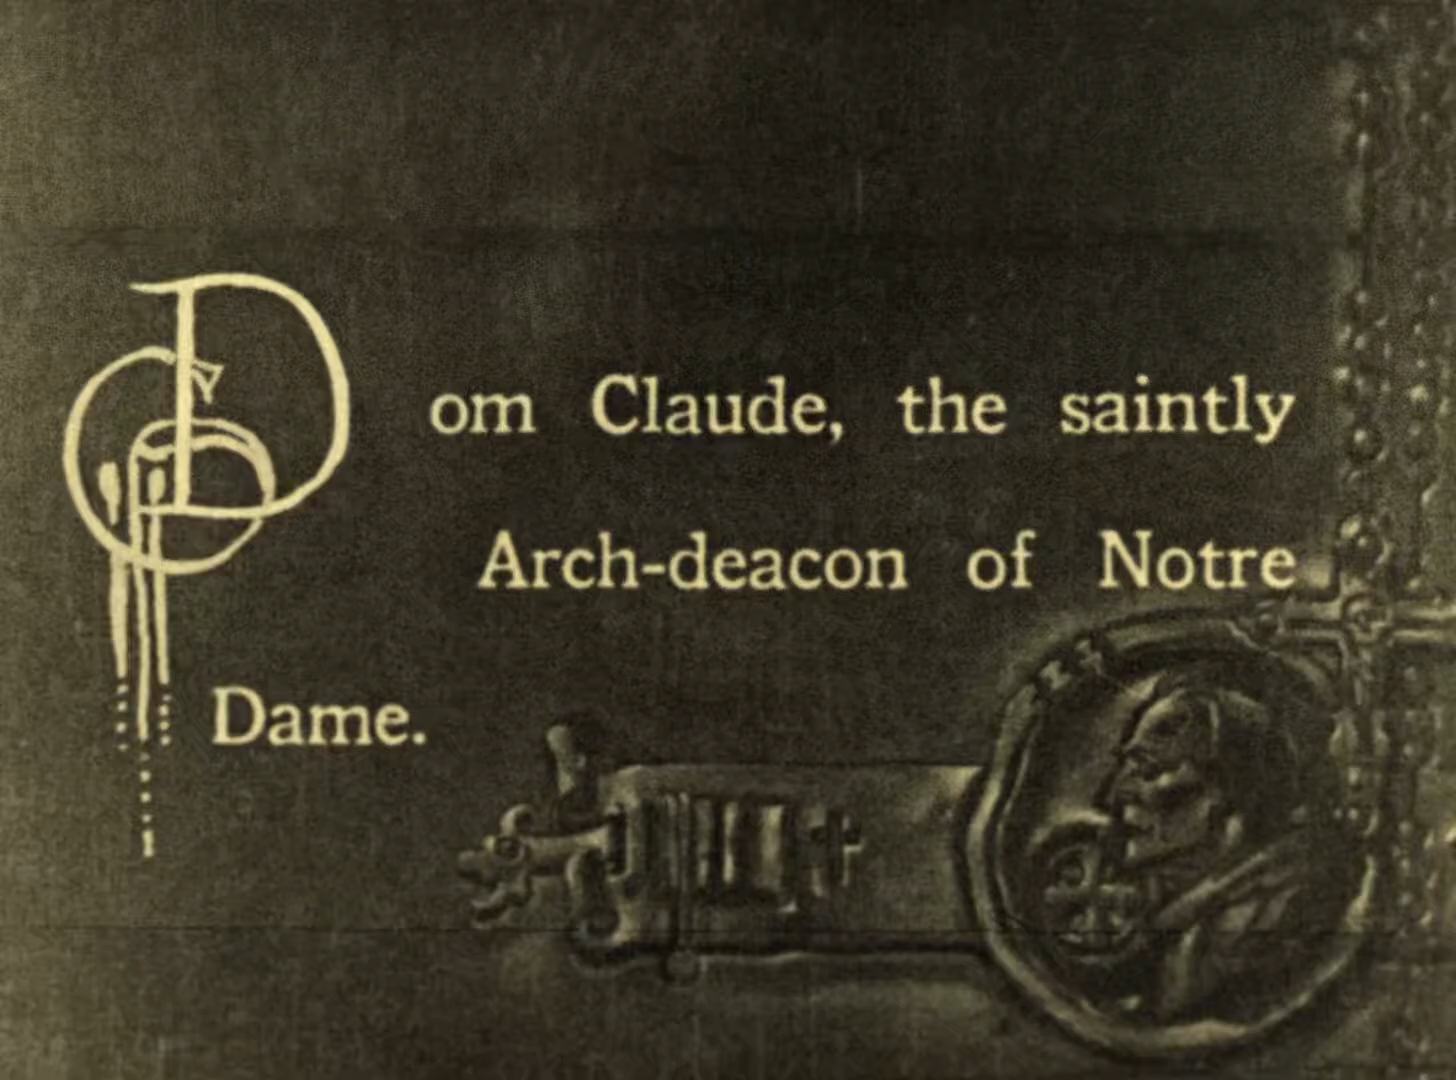 Dom Claude, the saintly
Arch-deacon of Notre
Dame.